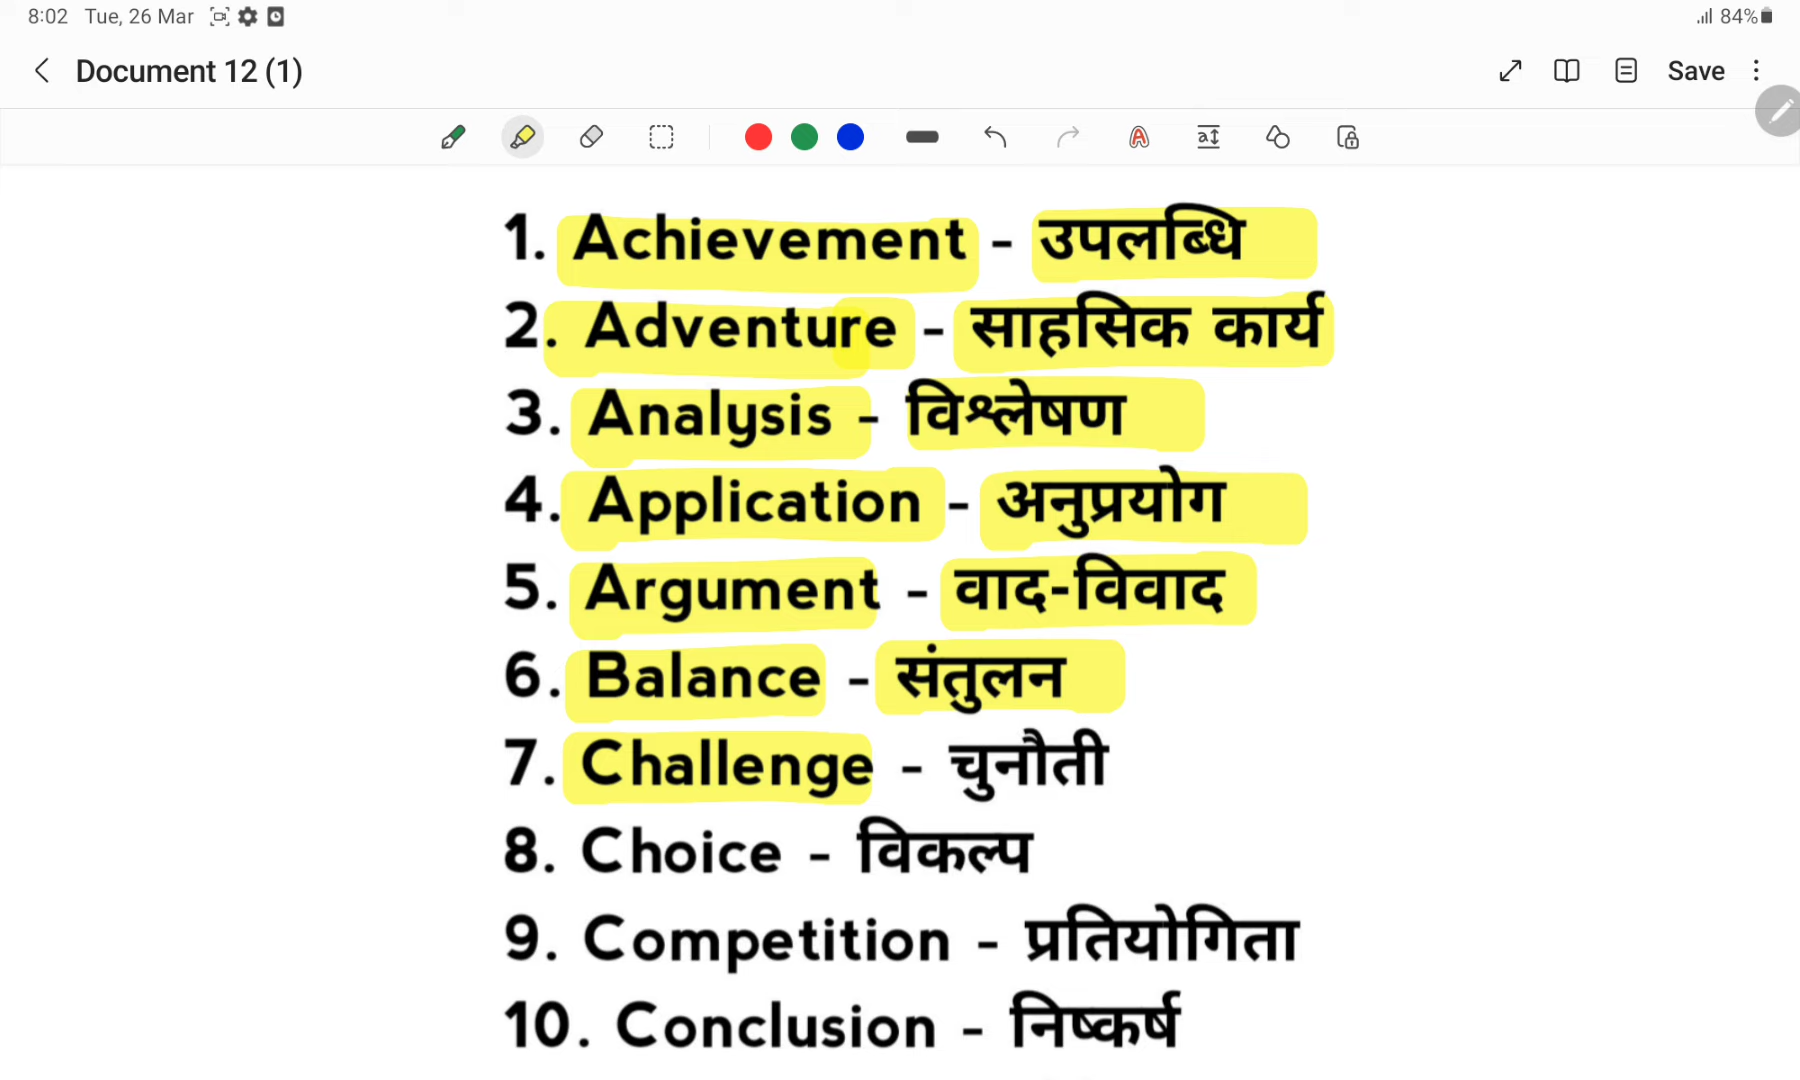 8:02 Tue, 26 Mar 84%
Document 12 (1) Save
1. Achievement - उपलब्धि
2. Adventure - साहसिक कार्य
3. Analysis - विश्लेषण
4. Application - अनुप्रयोग
5. Argument - वाद-विवाद
6. Balance - संतुलन
7. Challenge - चुनौती
8. Choice - विकल्प
9. Competition - प्रतियोगिता
10. Conclusion - निष्कर्ष